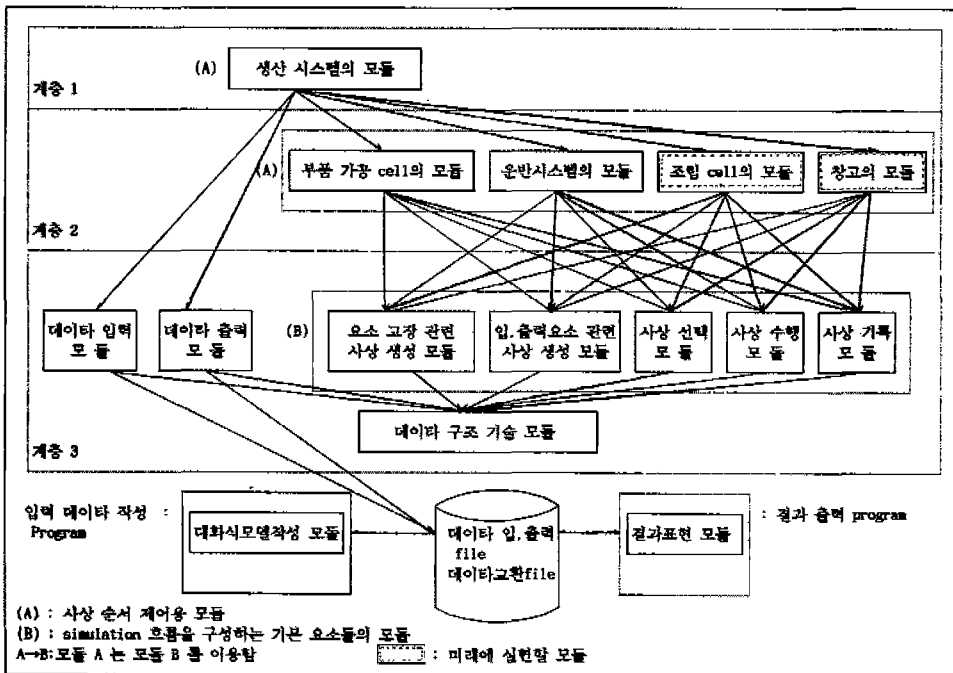 (A) 생산 시스템의 모듈
계층 1
(A) 부품 가공 cell의 모듈 운반시스템의 모듈 조립 cell의 모듈 창고의 모듈
계층 2
데이타 입력 데이타 출력 (B) 요소 고장 관련 입,출력요소 관련 사상 선택 사상 수행 사상 기록
모 듈 모 듈 사상 생성 모듈 사상 생성 모듈 모 듈 모 듈 모 듈
데이타 구조 기술 모듈
계층 3
입력 데이타 작성 :
Program
대화식모델작성 모듈
데이타 입,출력
file
데이타교환file
결과표현 모듈
: 결과 출력 program
(A) : 사상 순서 제어용 모듈
(B) : simulation 흐름을 구성하는 기본 요소들의 모듈
A→B:모듈 A 는 모듈 B 를 이용함 : 미래에 실현할 모듈